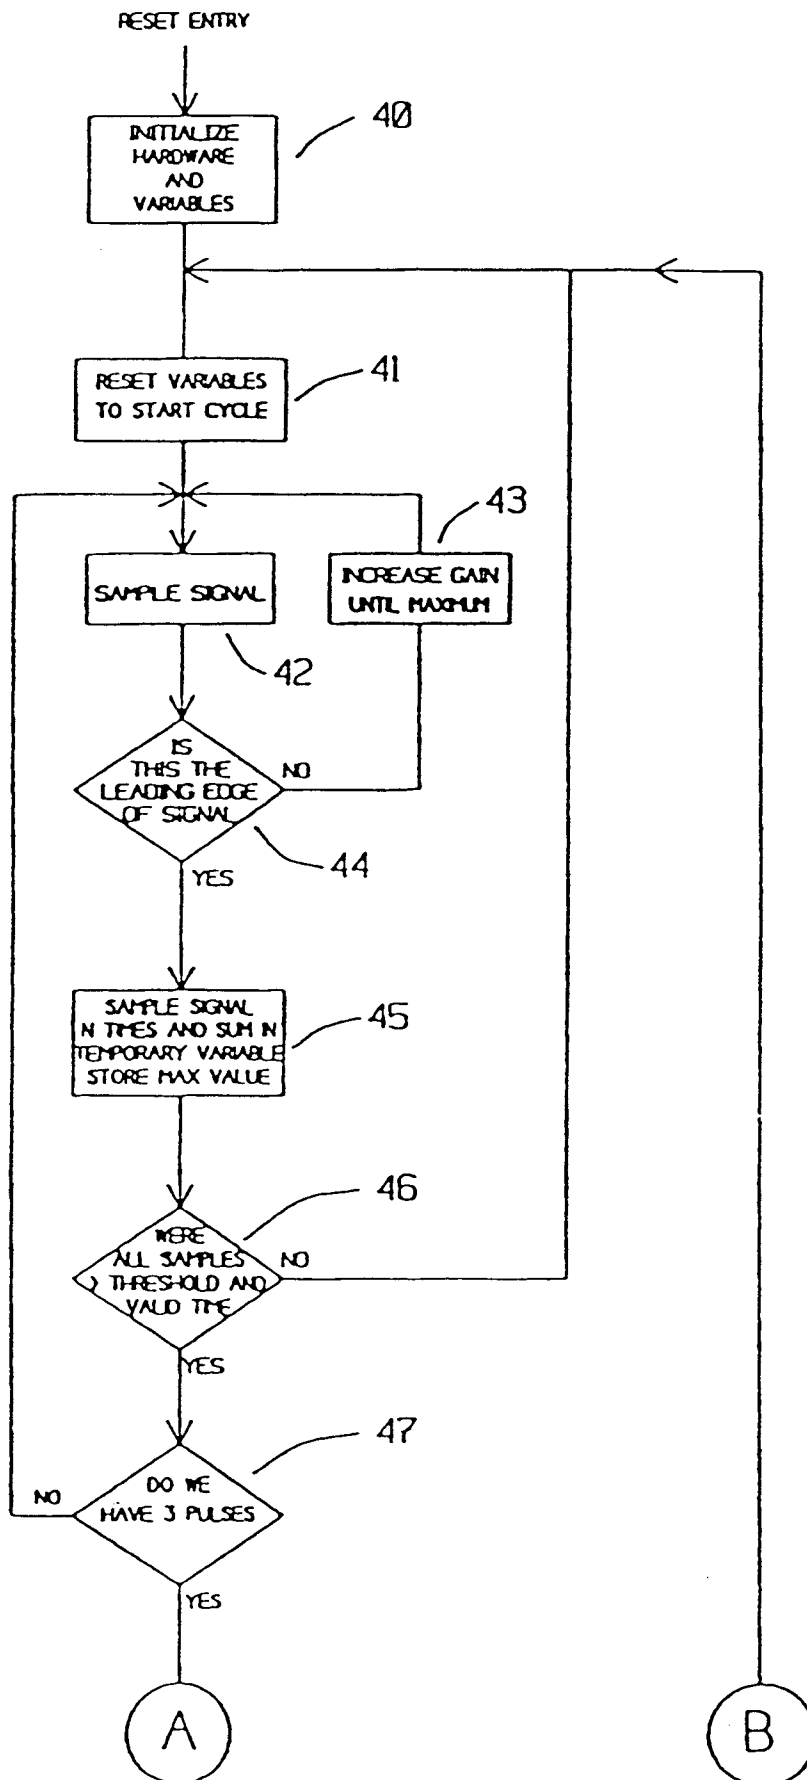 RESET ENTRY
INITIALIZE
HARDWARE
AND
VARIABLES
40
RESET VARIABLES
TO START CYCLE
41
SAMPLE SIGNAL
42
INCREASE GAIN
UNTIL MAXIMUM
43
IS
THIS THE
LEADING EDGE
OF SIGNAL
NO
44
YES
SAMPLE SIGNAL
N TIMES AND SUM IN
TEMPORARY VARIABLE
STORE MAX VALUE
45
WERE
ALL SAMPLES
> THRESHOLD AND
VALID TIME
NO
46
YES
DO WE
HAVE 3 PULSES
47
NO
YES
A
B